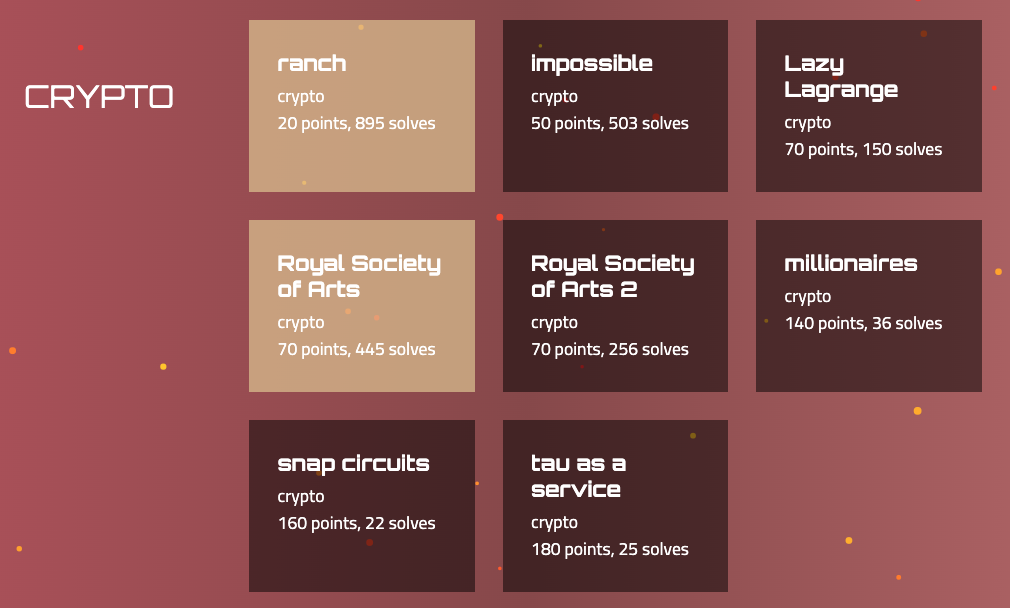 CRYPTO
ranch
crypto
20 points, 895 solves
impossible
crypto
50 points, 503 solves
Lazy
Lagrange
crypto
70 points, 150 solves
Royal Society
of Arts
crypto
70 points, 445 solves
Royal Society
of Arts 2
crypto
70 points, 256 solves
millionaires
crypto
140 points, 36 solves
snap circuits
crypto
160 points, 22 solves
tau as a
service
crypto
180 points, 25 solves